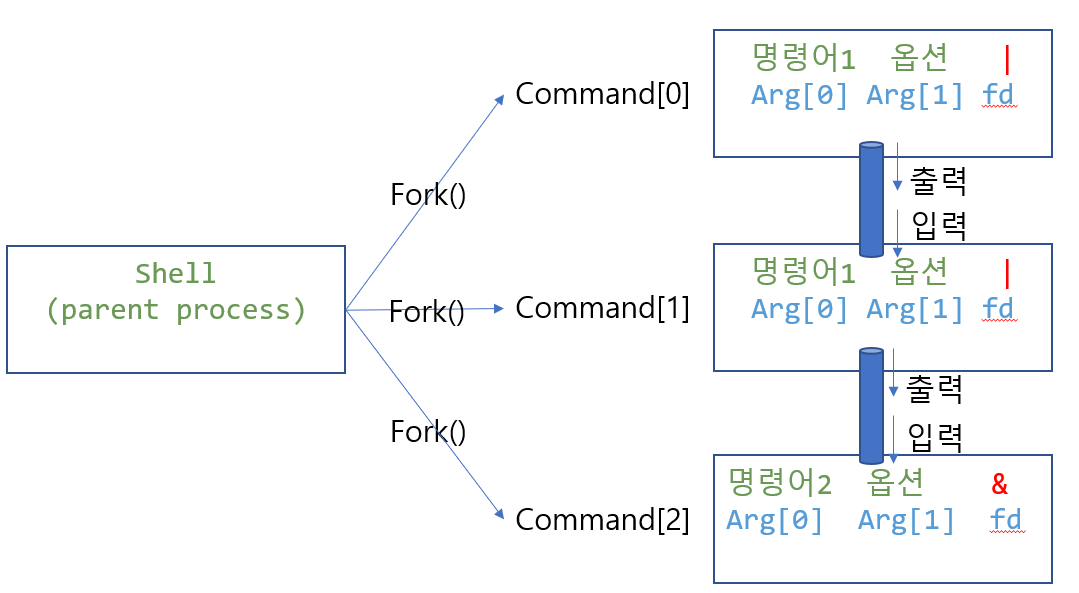 Shell
(parent process)
Fork()
Fork()
Fork()
Command[0]
명령어1 옵션 |
Arg[0] Arg[1] fd
출력
입력
Command[1]
명령어1 옵션 |
Arg[0] Arg[1] fd
출력
입력
Command[2]
명령어2 옵션 &
Arg[0] Arg[1] fd